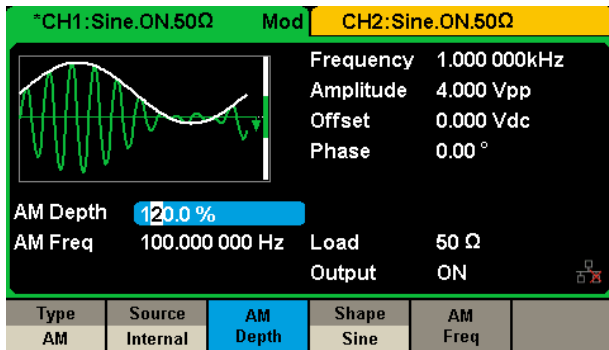 *CH1:Sine.ON.50Ω Mod CH2:Sine.ON.50Ω
Frequency 1.000 000kHz
Amplitude 4.000 Vpp
Offset 0.000 Vdc
Phase 0.00 °
AM Depth 120.0 %
AM Freq 100.000 000 Hz Load 50 Ω
Output ON
Type Source AM Depth Shape AM Freq
AM Internal Sine